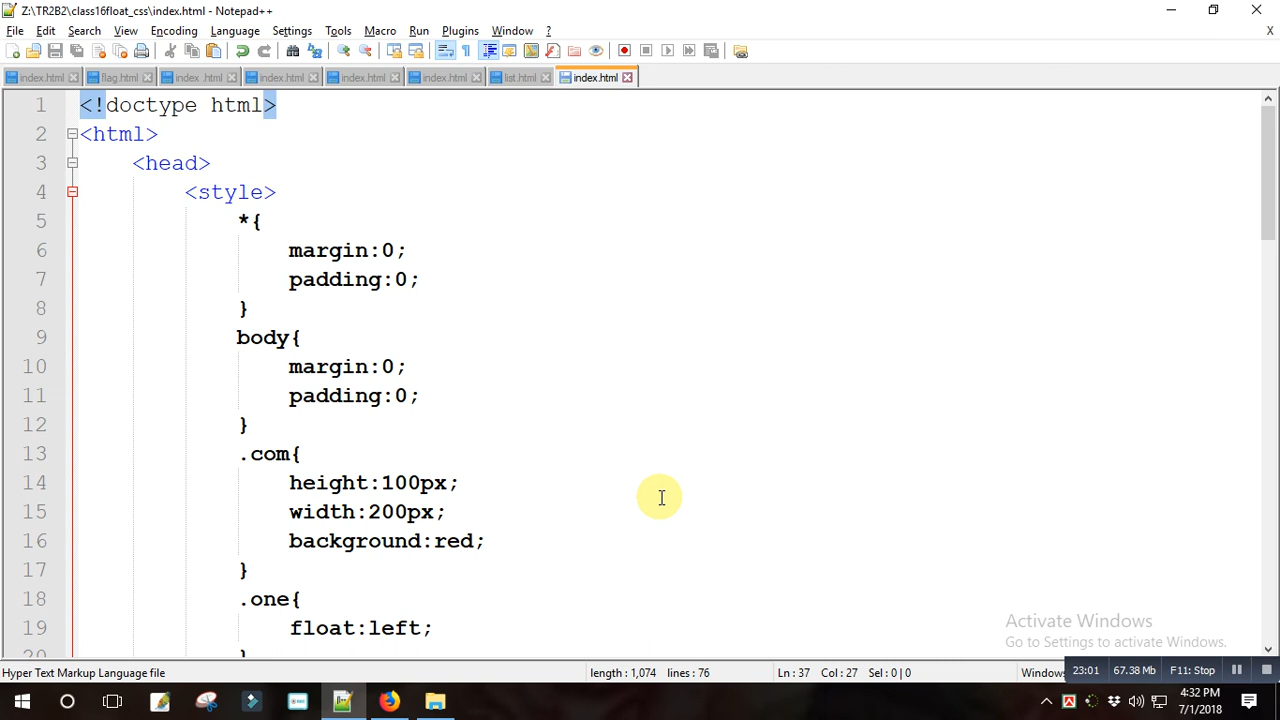 Z:\TR2B2\class16float_css\index.html - Notepad++
File Edit Search View Encoding Language Settings Tools Macro Run Plugins Window ? X
index.html flag.html index .html index.html index.html index.html list.html index.html
1 <!doctype html>
2 <html>
3 <head>
4 <style>
5 *{
6 margin:0;
7 padding:0;
8 }
9 body{
10 margin:0;
11 padding:0;
12 }
13 .com{
14 height:100px;
15 width:200px;
16 background:red;
17 }
18 .one{
19 float:left;
20 }
Activate Windows
Go to Settings to activate Windows.
Hyper Text Markup Language file length : 1,074 lines : 76 Ln : 37 Col : 27 Sel : 0 | 0 Windows 23:01 67.38 MB F11: Stop
4:32 PM
7/1/2018